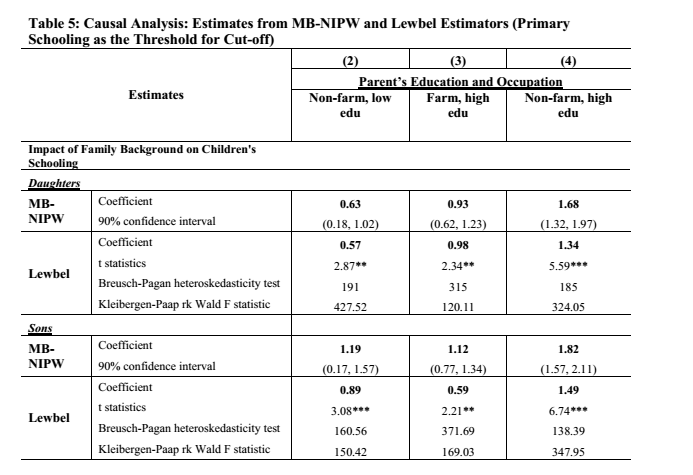 Table 5: Causal Analysis: Estimates from MB-NIPW and Lewbel Estimators (Primary
Schooling as the Threshold for Cut-off)
(2) (3) (4)
Parent's Education and Occupation
Estimates
Non-farm, low edu Farm, high edu Non-farm, high edu
Impact of Family Background on Children's
Schooling
Daughters
MB-NIPW Coefficient 0.63 0.93 1.68
90% confidence interval (0.18, 1.02) (0.62, 1.23) (1.32, 1.97)
Lewbel Coefficient 0.57 0.98 1.34
t statistics 2.87** 2.34** 5.59***
Breusch-Pagan heteroskedasticity test 191 315 185
Kleibergen-Paap rk Wald F statistic 427.52 120.11 324.05
Sons
MB-NIPW Coefficient 1.19 1.12 1.82
90% confidence interval (0.17, 1.57) (0.77, 1.34) (1.57, 2.11)
Lewbel Coefficient 0.89 0.59 1.49
t statistics 3.08*** 2.21** 6.74***
Breusch-Pagan heteroskedasticity test 160.56 371.69 138.39
Kleibergen-Paap rk Wald F statistic 150.42 169.03 347.95